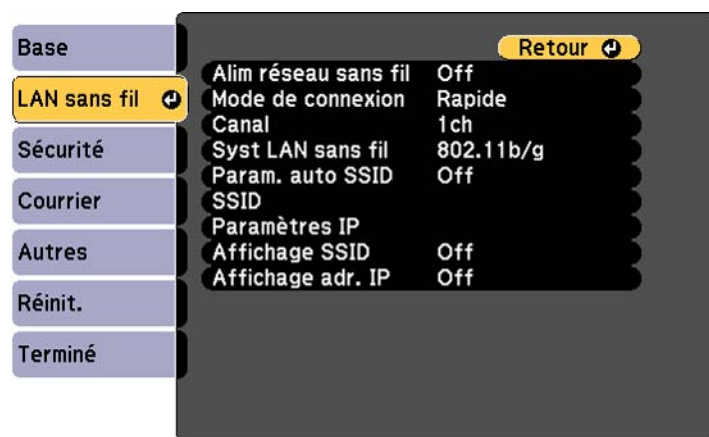 Base
LAN sans fil
Sécurité
Courrier
Autres
Réinit.
Terminé
Retour
Alim réseau sans fil Off
Mode de connexion Rapide
Canal 1ch
Syst LAN sans fil 802.11b/g
Param. auto SSID Off
SSID
Paramètres IP
Affichage SSID Off
Affichage adr. IP Off